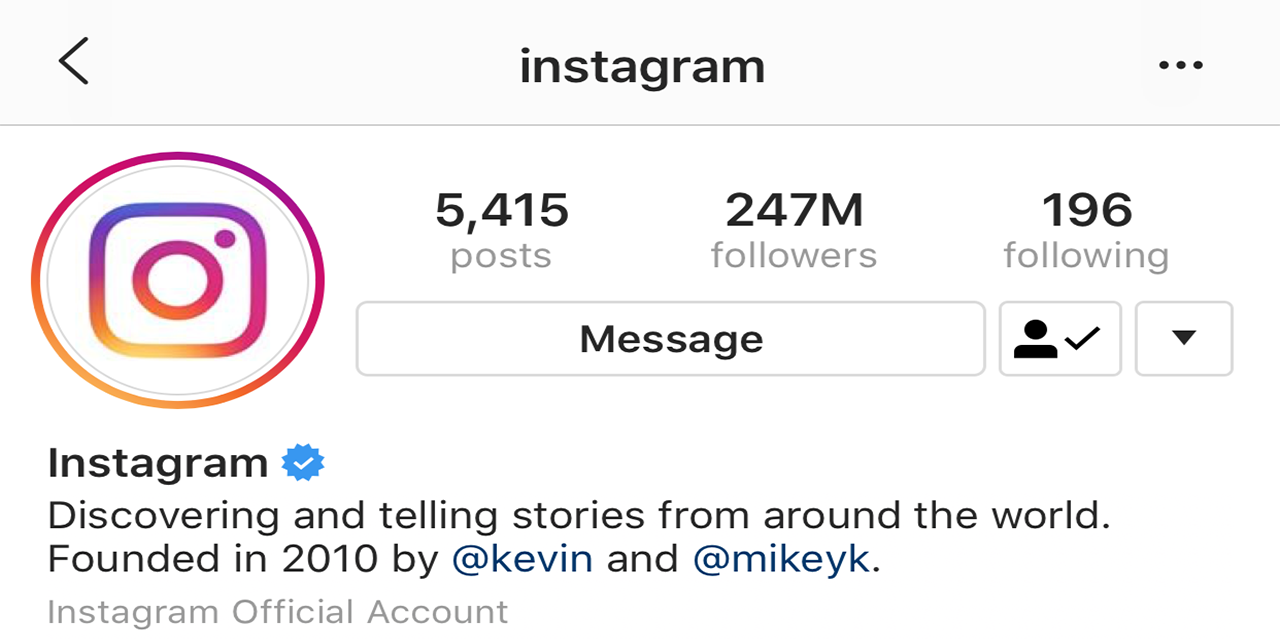 instagram
5,415 247M 196
posts followers following
Message
Instagram
Discovering and telling stories from around the world.
Founded in 2010 by @kevin and @mikeyk.
Instagram Official Account